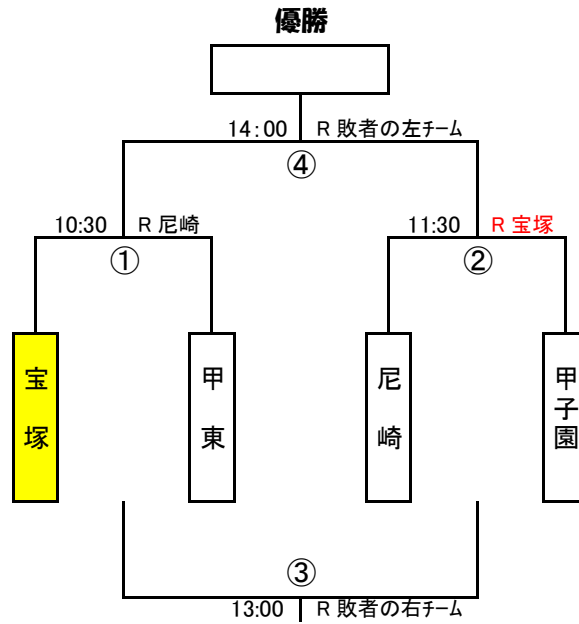 優勝
14:00 R 敗者の左チーム
④
10:30 R 尼崎
11:30 R 宝塚
①
②
宝塚
甲東
尼崎
甲子園
③
13:00 R 敗者の右チーム